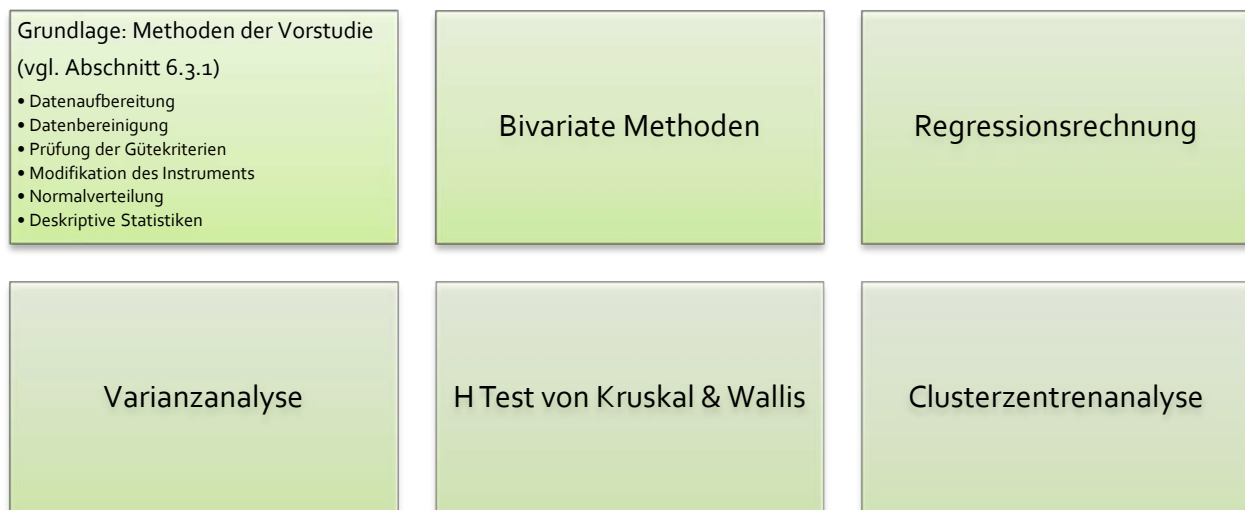 Grundlage: Methoden der Vorstudie
(vgl. Abschnitt 6.3.1)
• Datenaufbereitung
• Datenbereinigung
• Prüfung der Gütekriterien
• Modifikation des Instruments
• Normalverteilung
• Deskriptive Statistiken
Bivariate Methoden
Regressionsrechnung
Varianzanalyse
H Test von Kruskal & Wallis
Clusterzentrenanalyse